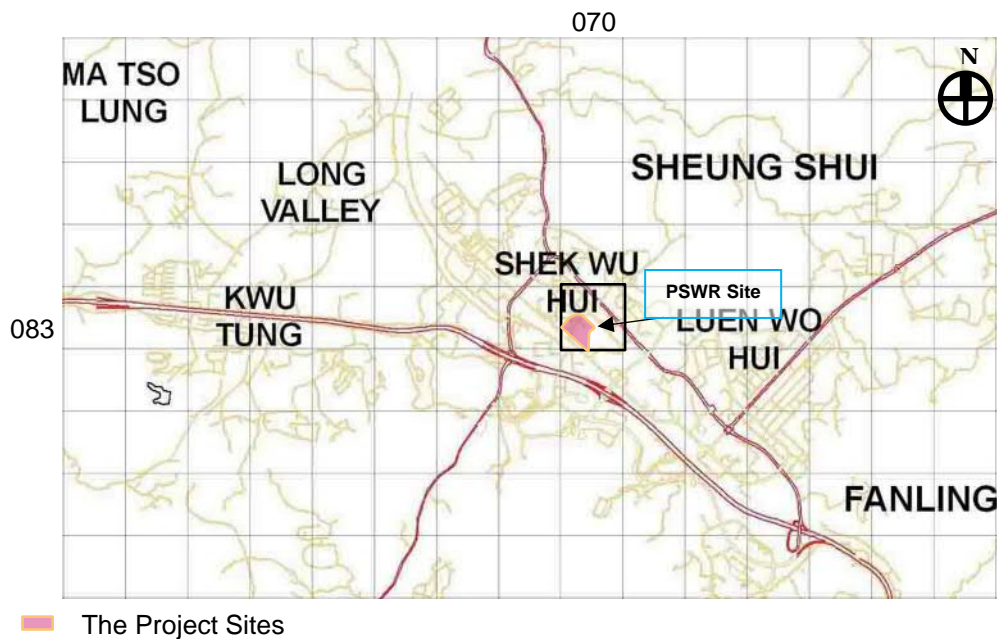 070
N
MA TSO
LUNG
SHEUNG SHUI
LONG
VALLEY
SHEK WU
HUI
PSWR Site
KWU
TUNG
083
LUEN WO
HUI
FANLING
The Project Sites